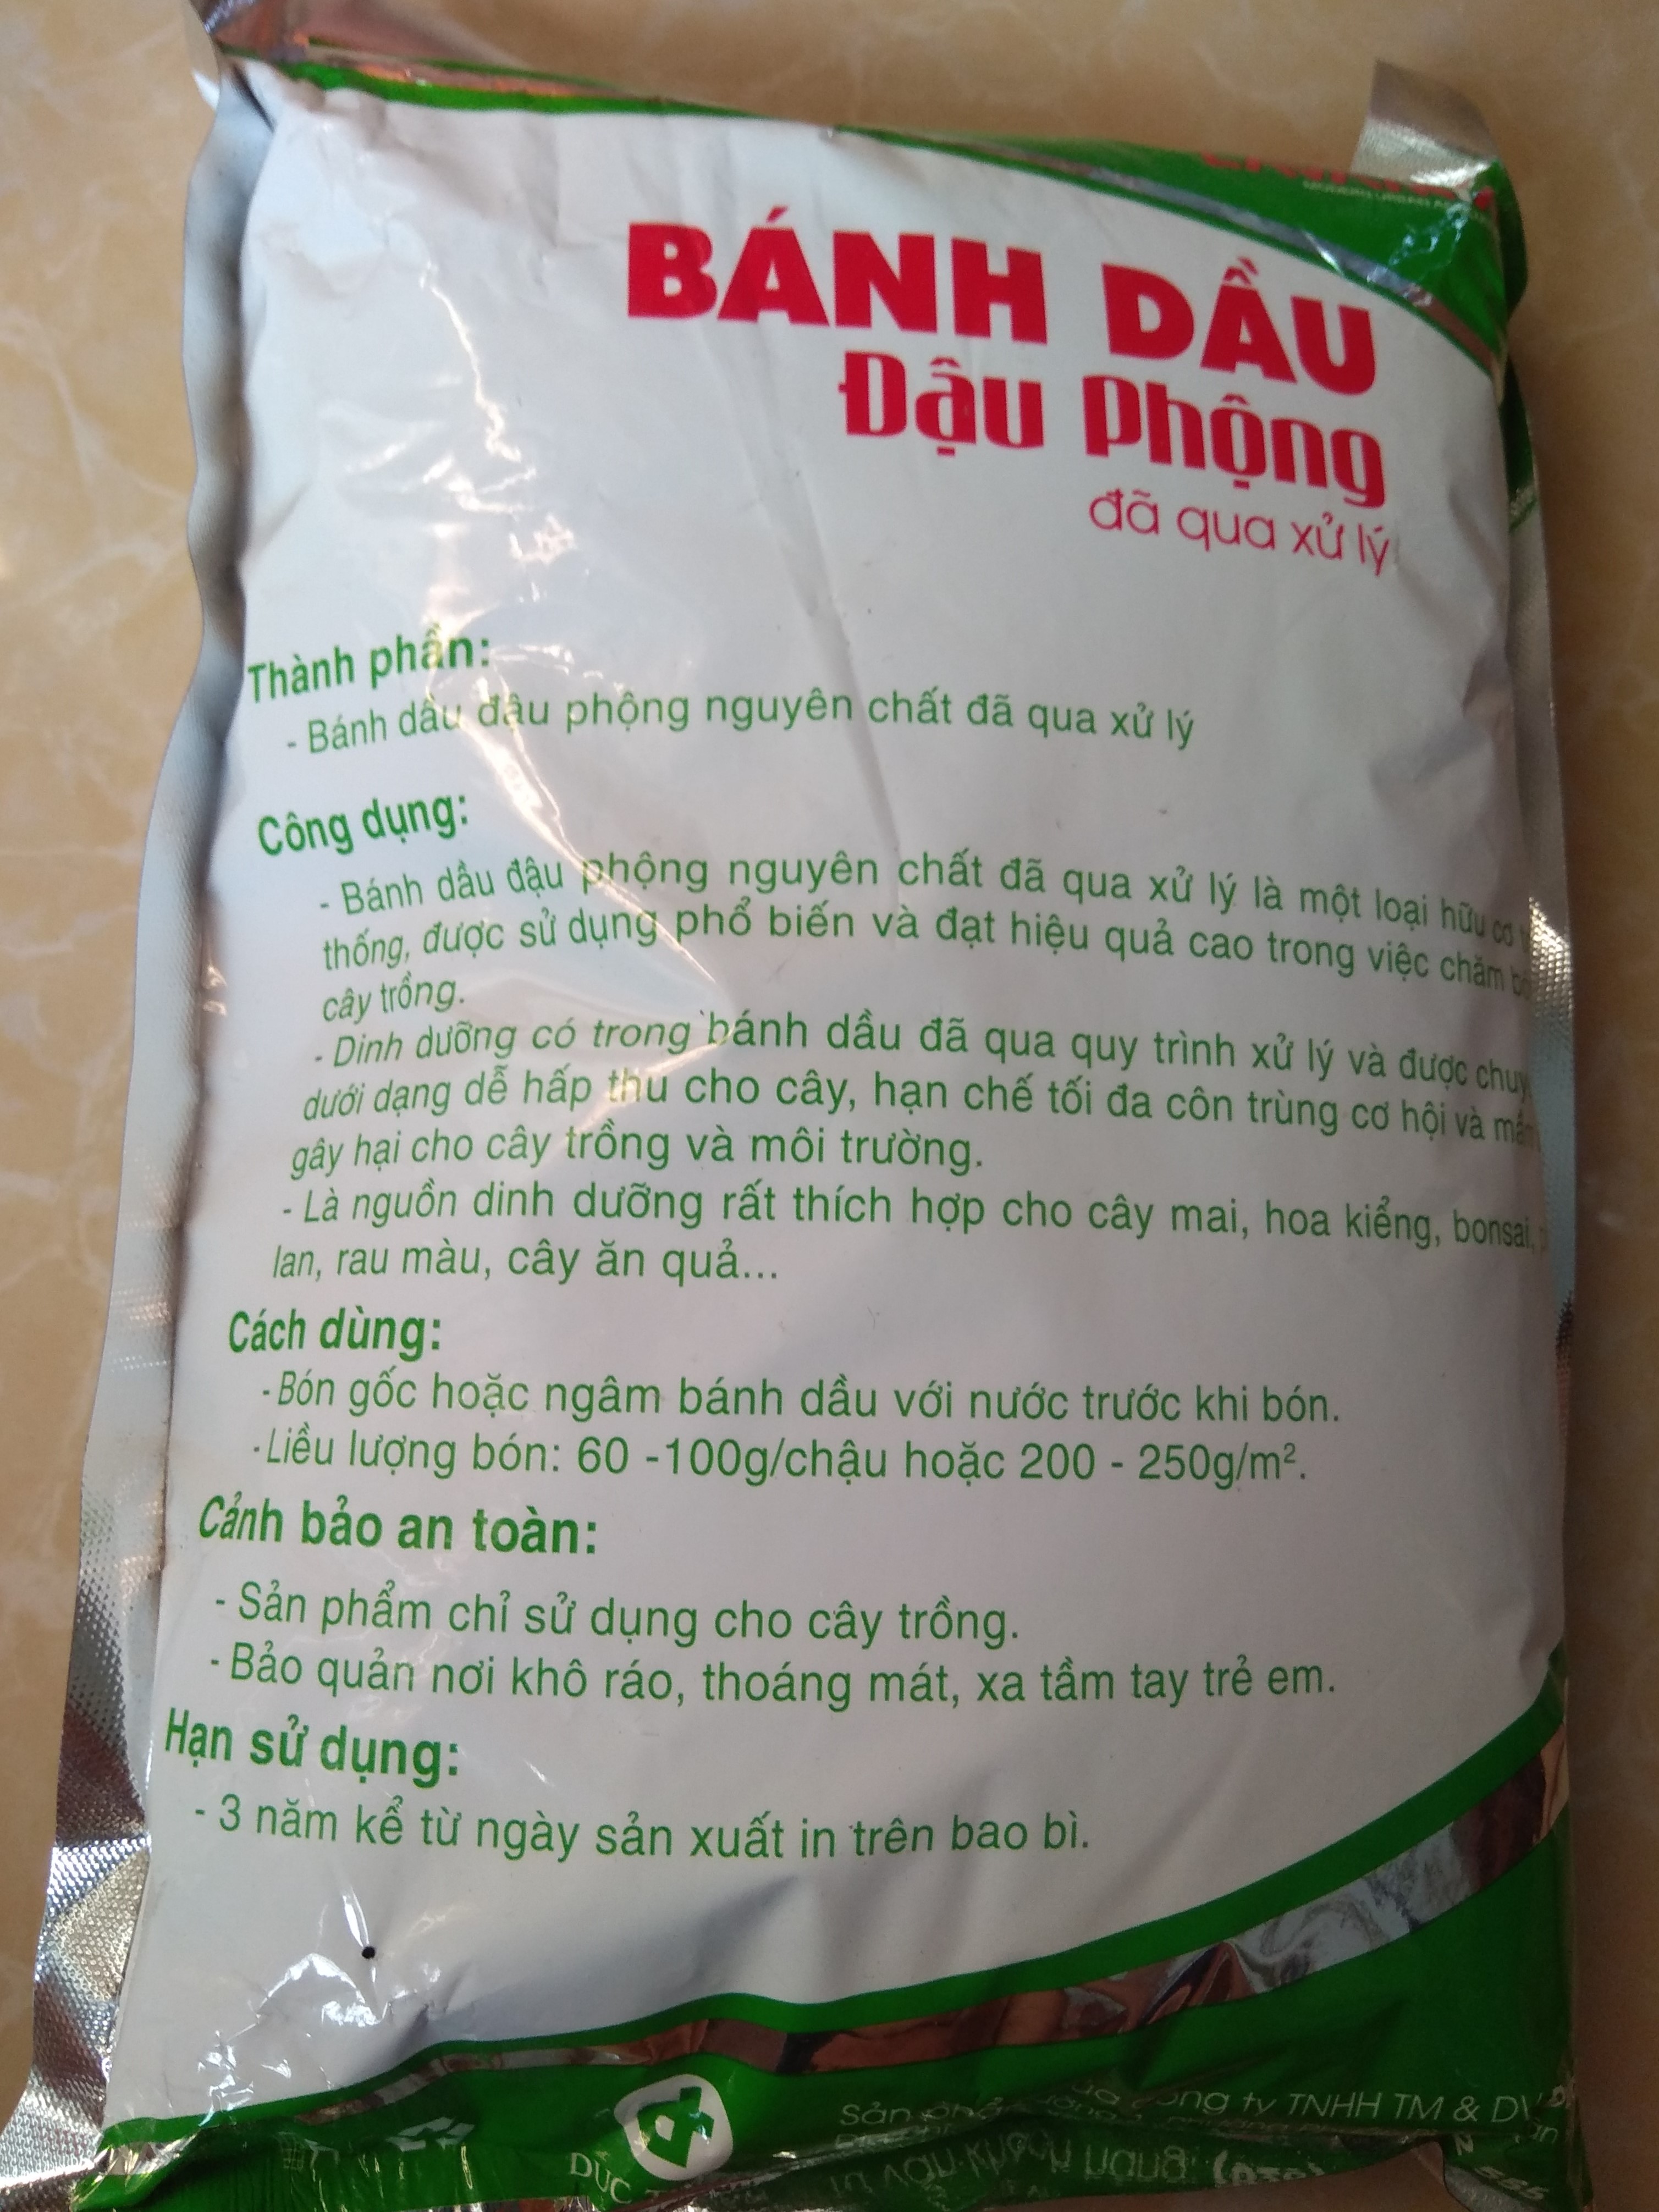 BÁNH DẦU
Đậu Phộng
đã qua xử lý
Thành phần:
- Bánh dầu đậu phộng nguyên chất đã qua xử lý
Công dụng:
- Bánh dầu đậu phộng nguyên chất đã qua xử lý là một loại hữu cơ
thống, được sử dụng phổ biến và đạt hiệu quả cao trong việc chăm
cây trồng.
- Dinh dưỡng có trong bánh dầu đã qua quy trình xử lý và được
dưới dạng dễ hấp thu cho cây, hạn chế tối đa côn trùng cơ hội và
gây hại cho cây trồng và môi trường.
- Là nguồn dinh dưỡng rất thích hợp cho cây mai, hoa kiểng, bonsai,
lan, rau màu, cây ăn quả...
Cách dùng:
- Bón gốc hoặc ngâm bánh dầu với nước trước khi bón.
- Liều lượng bón: 60 -100g/chậu hoặc 200 - 250g/m².
Cảnh bảo an toàn:
- Sản phẩm chỉ sử dụng cho cây trồng.
- Bảo quản nơi khô ráo, thoáng mát, xa tầm tay trẻ em.
Hạn sử dụng:
- 3 năm kể từ ngày sản xuất in trên bao bì.
Sản ty TNHH TM & DV
ĐỨC